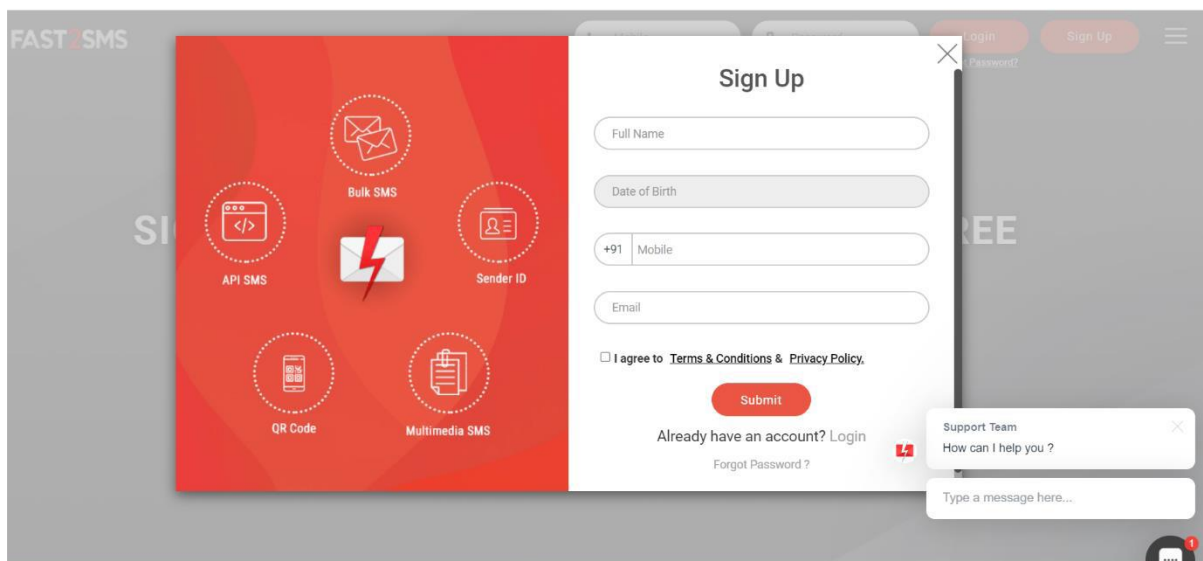 FAST2SMS
Login
Sign Up
Password?
SI
REE
Bulk SMS
API SMS
Sender ID
QR Code
Multimedia SMS
Sign Up
Full Name
Date of Birth
+91 Mobile
Email
I agree to Terms & Conditions & Privacy Policy.
Submit
Already have an account? Login
Forgot Password ?
Support Team
How can I help you ?
Type a message here...
1